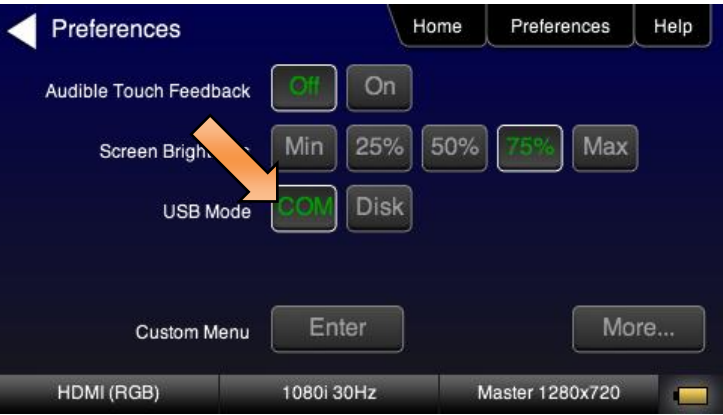 Preferences Home Preferences Help
Audible Touch Feedback Off On
Screen Min 25% 50% 75% Max
USB Mode COM Disk
Custom Menu Enter More...
HDMI (RGB) 1080i 30Hz Master 1280x720